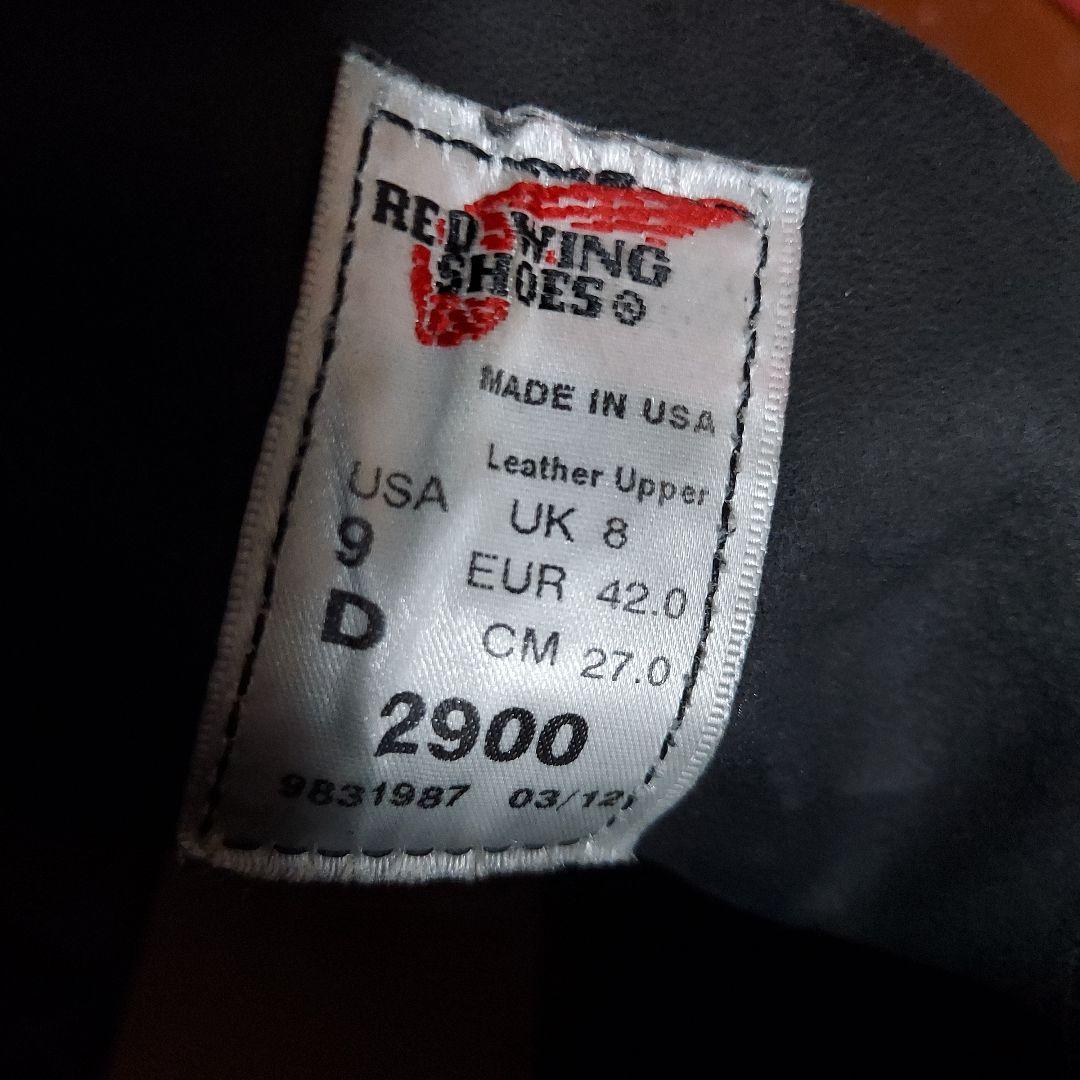 RED WING
SHOES
MADE IN USA
Leather Upper
USA UK 8
9 EUR 42.0
D CM 27.0
2900
9831987 03/12